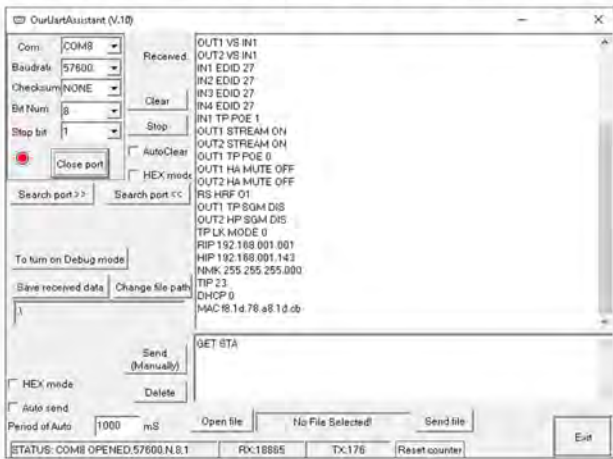 OurUartAssistant (V.10)
Com COM8
Baudrate 57600
Checksum NONE
Bit Num 8
Stop bit 1
Close port
Received
Clear
Stop
AutoClear
HEX mode
Search port >>
Search port <<
To turn on Debug mode
Save received data
Change file path
.\
OUT1 VS IN1
OUT2 VS IN1
IN1 EDID 27
IN2 EDID 27
IN3 EDID 27
IN4 EDID 27
IN1 TP POE 1
OUT1 STREAM ON
OUT2 STREAM ON
OUT1 TP POE 0
OUT1 HA MUTE OFF
OUT2 HA MUTE OFF
RS HRF O1
OUT1 TP SGM DIS
OUT2 HP SGM DIS
TP LK MODE 0
RIP 192.168.001.001
HIP 192.168.001.143
NMK 255.255.255.000
TIP 23
DHCP 0
MAC f8.1d.78.a8.1d.cb
Send
(Manually)
GET STA
HEX mode
Delete
Auto send
Period of Auto 1000 mS
Open file
No File Selected!
Send file
Exit
STATUS: COM8 OPENED,57600,N,8,1
RX:18865
TX:176
Reset counter